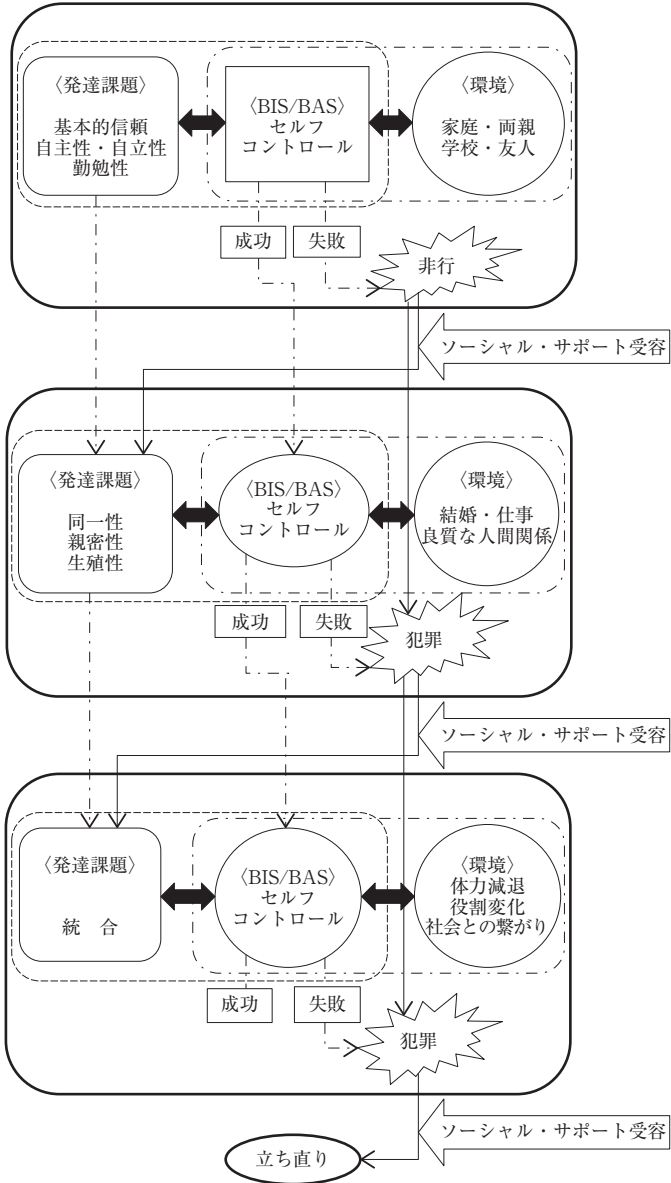 〈発達課題〉
基本的信頼
自主性・自立性
勤勉性
〈BIS/BAS〉
セルフ
コントロール
〈環境〉
家庭・両親
学校・友人
成功
失敗
非行
ソーシャル・サポート受容
〈発達課題〉
同一性
親密性
生殖性
〈BIS/BAS〉
セルフ
コントロール
〈環境〉
結婚・仕事
良質な人間関係
成功
失敗
犯罪
ソーシャル・サポート受容
〈発達課題〉
統 合
〈BIS/BAS〉
セルフ
コントロール
〈環境〉
体力減退
役割変化
社会との繋がり
成功
失敗
犯罪
ソーシャル・サポート受容
立ち直り